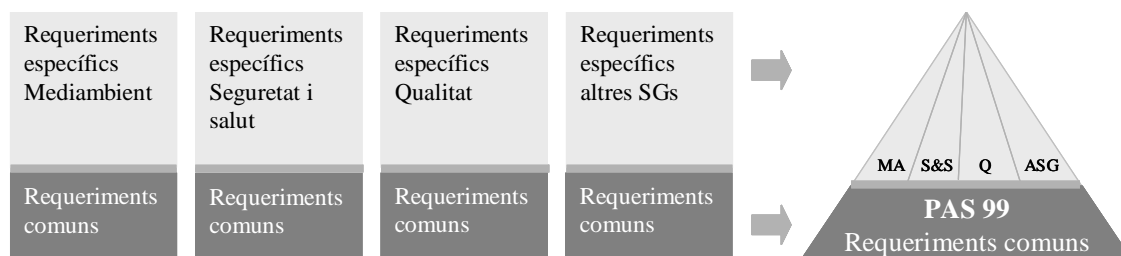 Requeriments
específics
Mediambient
Requeriments
comuns
Requeriments
específics
Seguretat i
salut
Requeriments
comuns
Requeriments
específics
Qualitat
Requeriments
comuns
Requeriments
específics
altres SGs
Requeriments
comuns
MA S&S Q ASG
PAS 99
Requeriments comuns